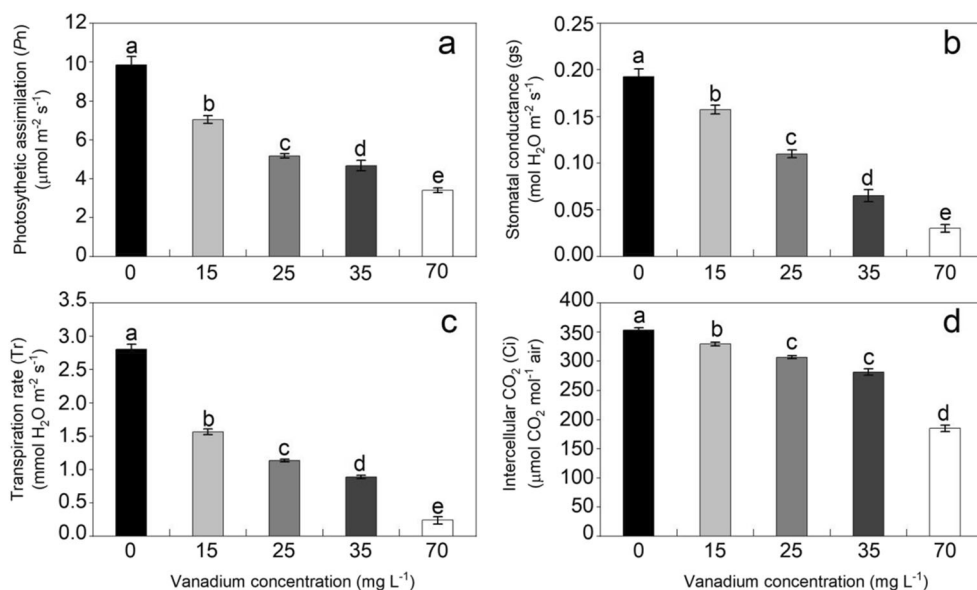 Photosythetic assimilation (Pn)
(μmol m⁻² s⁻¹)
12
10
8
6
4
2
0
a
b
c
d
e
a
0 15 25 35 70
Stomatal conductance (gs)
(mol H₂O m⁻² s⁻¹)
0.25
0.20
0.15
0.10
0.05
0.00
a
b
c
d
e
b
0 15 25 35 70
Transpiration rate (Tr)
(mmol H₂O m⁻² s⁻¹)
3.5
3.0
2.5
2.0
1.5
1.0
0.5
0.0
a
b
c
d
e
c
0 15 25 35 70
Vanadium concentration (mg L⁻¹)
Intercellular CO₂ (Ci)
(μmol CO₂ mol⁻¹ air)
400
350
300
250
200
150
100
50
0
a
b
c
c
d
d
0 15 25 35 70
Vanadium concentration (mg L⁻¹)